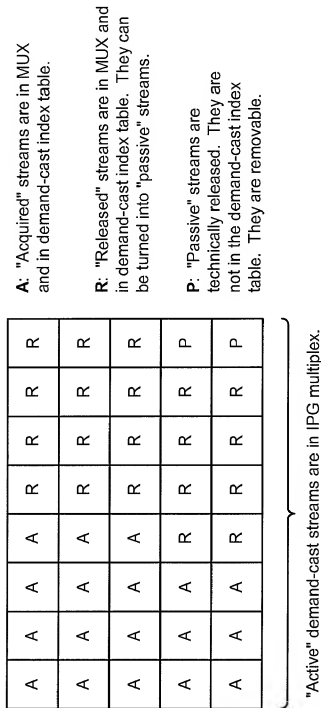 A A A A R R R R
A A A A R R R R
A A A A R R R R
A A A R R R R P
A A A R R R R P
A: "Acquired" streams are in MUX
and in demand-cast index table.
R: "Released" streams are in MUX and
in demand-cast index table. They can
be turned into "passive" streams.
P: "Passive" streams are
technically released. They are
not in the demand-cast index
table. They are removable.
"Active" demand-cast streams are in IPG multiplex.